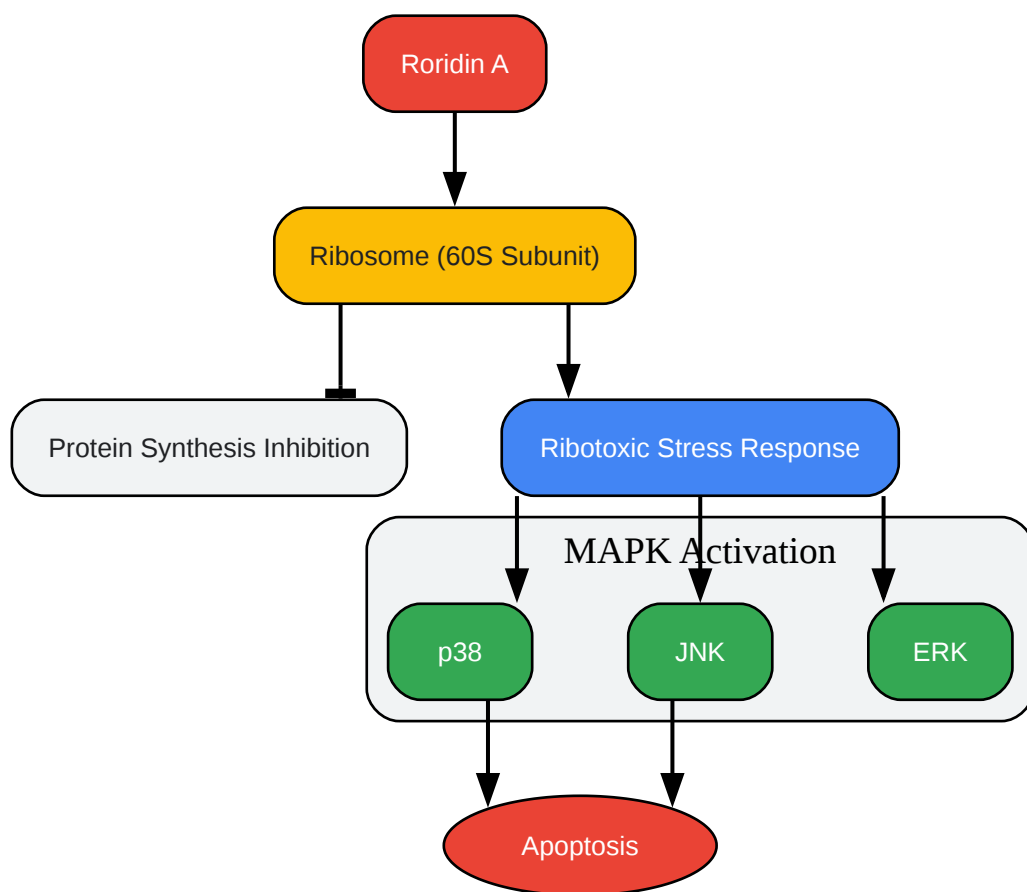 Roridin A
Ribosome (60S Subunit)
Protein Synthesis Inhibition
Ribotoxic Stress Response
MAPK Activation
p38
JNK
ERK
Apoptosis